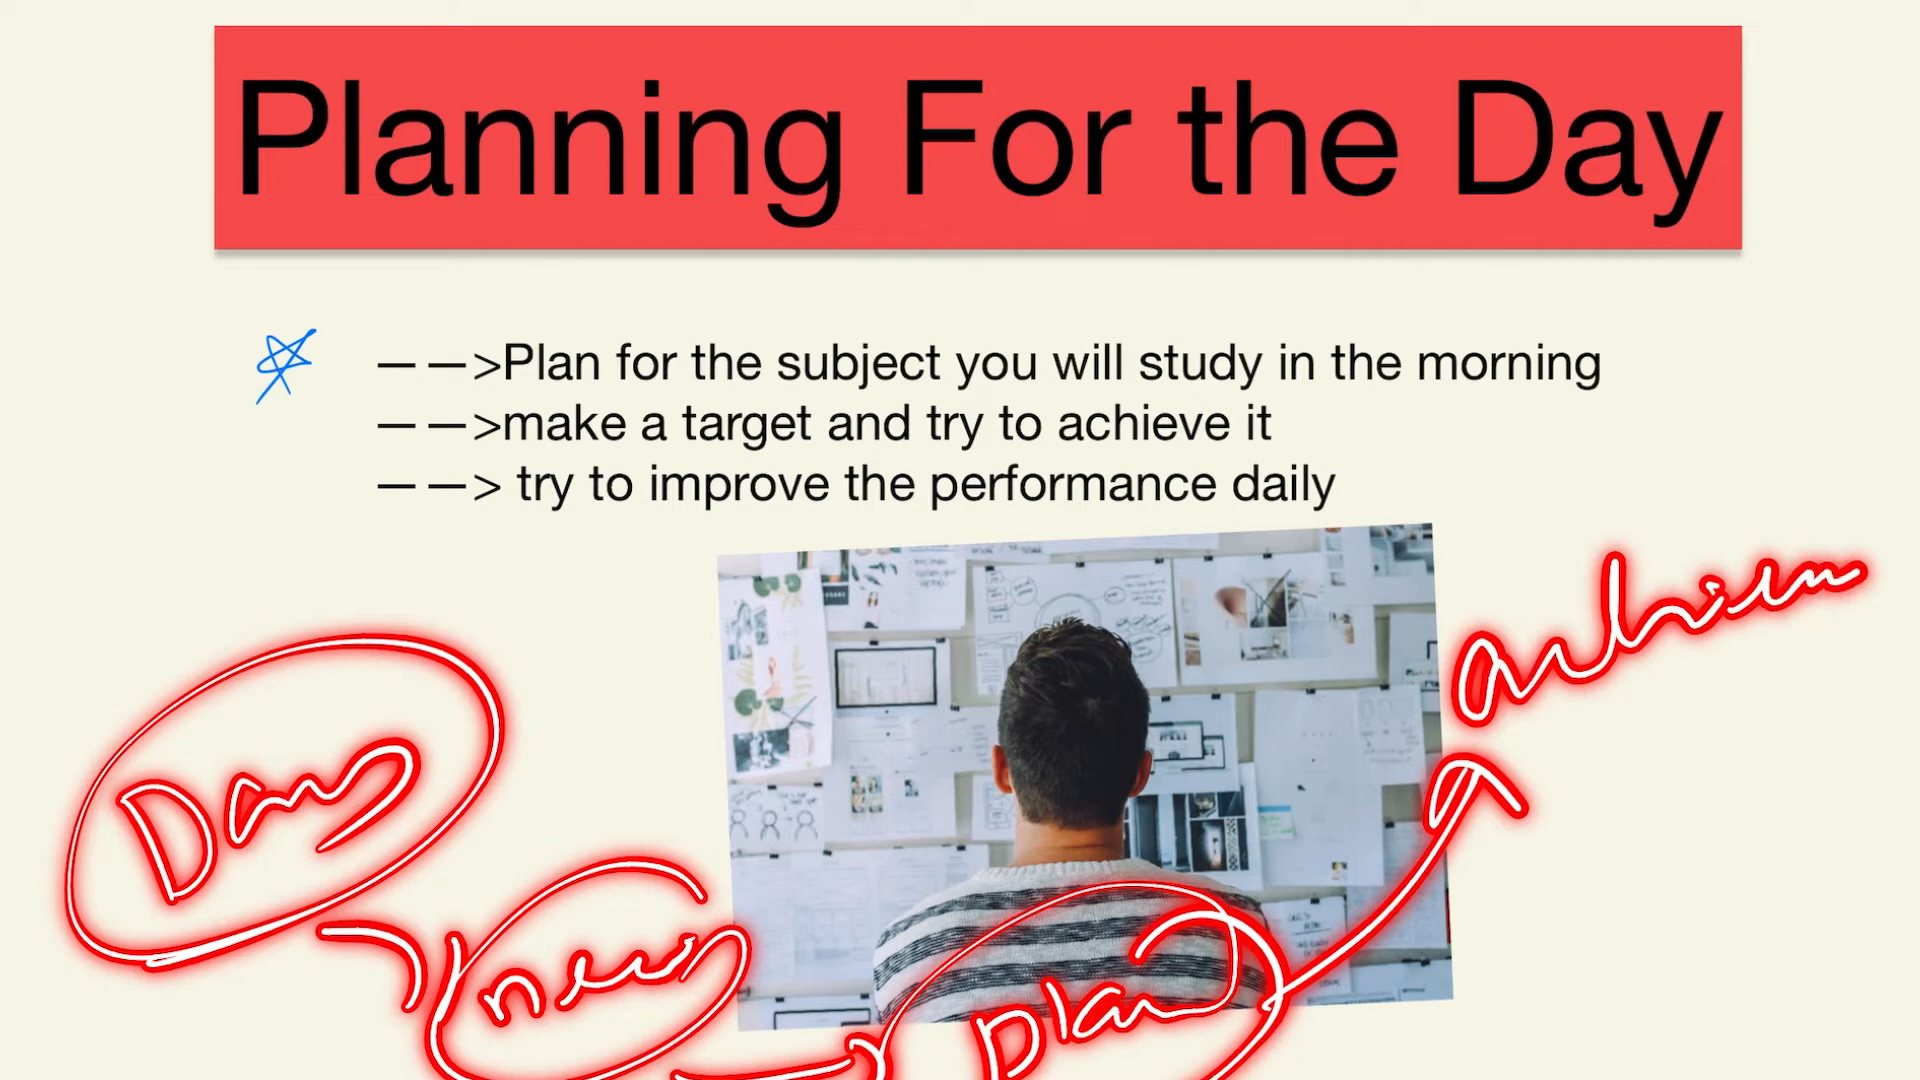 Planning For the Day
— —>Plan for the subject you will study in the morning
— —>make a target and try to achieve it
— —> try to improve the performance daily
Day
new
plan